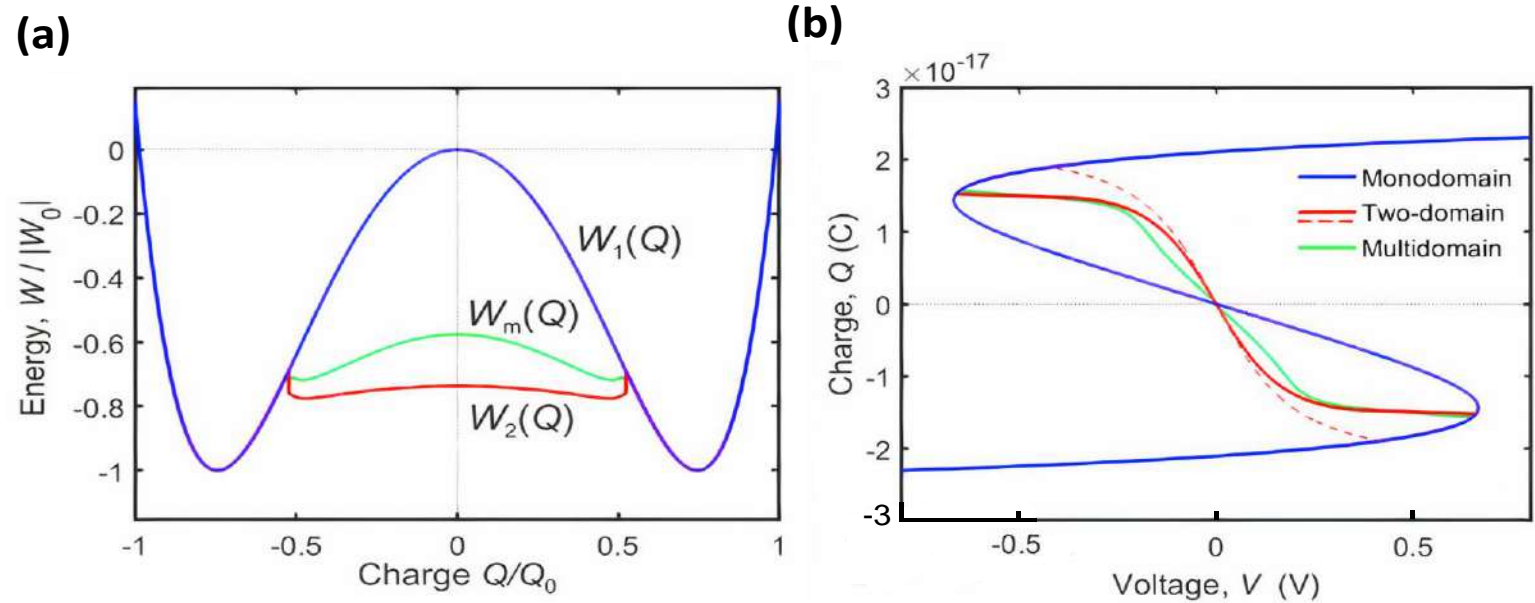 (a)
Energy, W / |W₀|
0
-0.2
-0.4
-0.6
-0.8
-1
W₁(Q)
Wₘ(Q)
W₂(Q)
-1
-0.5
0
0.5
1
Charge Q/Q₀
(b)
×10⁻¹⁷
Charge, Q (C)
3
2
1
0
-1
-2
-3
Monodomain
Two-domain
Multidomain
-0.5
0
0.5
Voltage, V (V)